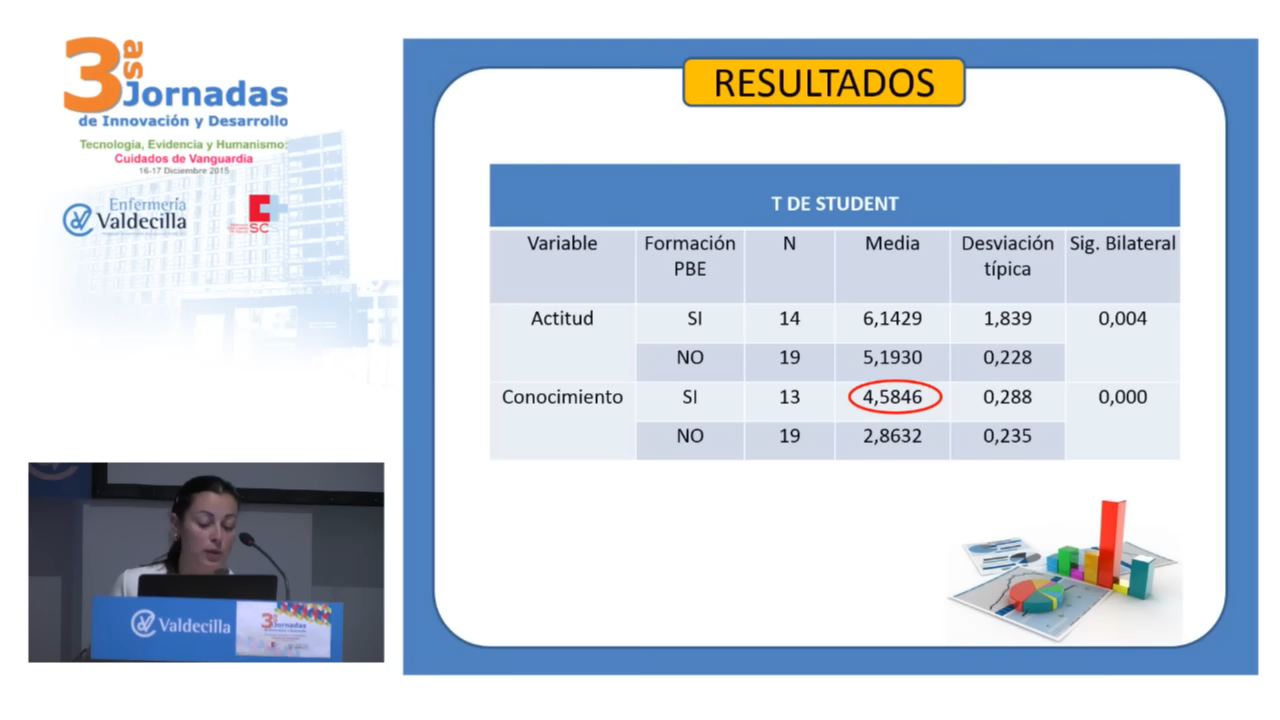 3as
Jornadas
de Innovación y Desarrollo
Tecnología, Evidencia y Humanismo:
Cuidados de Vanguardia
16-17 Diciembre 2015
Enfermería
Valdecilla
SC
RESULTADOS
T DE STUDENT
Variable Formación PBE N Media Desviación típica Sig. Bilateral
Actitud SI 14 6,1429 1,839 0,004
NO 19 5,1930 0,228
Conocimiento SI 13 4,5846 0,288 0,000
NO 19 2,8632 0,235
Valdecilla
3as
Jornadas